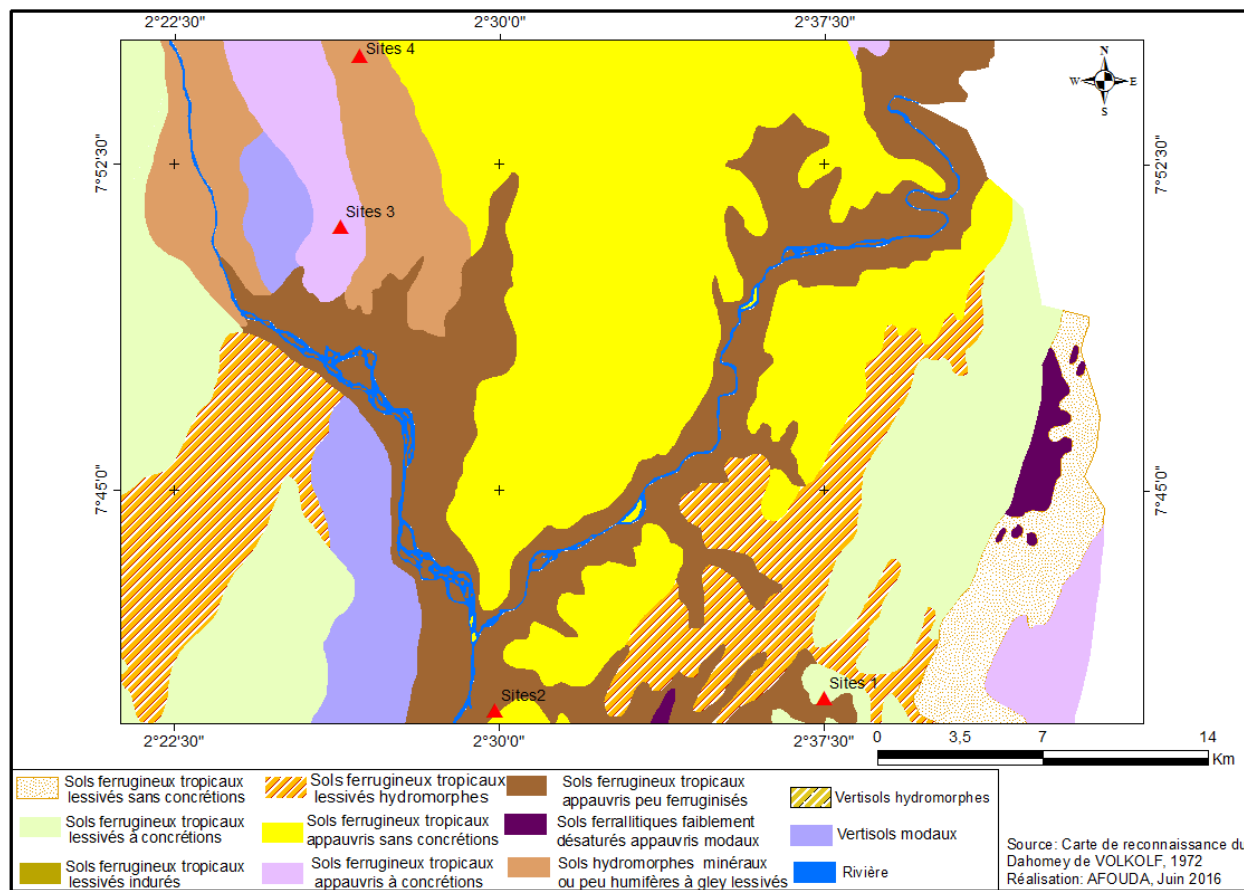 2°22'30"
2°30'0"
2°37'30"
Sites 4
N
W
E
S
7°52'30"
7°52'30"
Sites 3
7°45'0"
7°45'0"
Sites 1
Sites2
2°22'30"
2°30'0"
2°37'30"
0
3,5
7
14
Km
Sols ferrugineux tropicaux
lessivés sans concrétions
Sols ferrugineux tropicaux
lessivés hydromorphes
Sols ferrugineux tropicaux
appauvris peu ferruginisés
Vertisols hydromorphes
Sols ferrugineux tropicaux
lessivés à concrétions
Sols ferrugineux tropicaux
appauvris sans concrétions
Sols ferrallitiques faiblement
désaturés appauvris modaux
Vertisols modaux
Sols ferrugineux tropicaux
lessivés indurés
Sols ferrugineux tropicaux
appauvris à concrétions
Sols hydromorphes minéraux
ou peu humifères à gley lessivés
Rivière
Source: Carte de reconnaissance du
Dahomey de VOLKOLF, 1972
Réalisation: AFOUDA, Juin 2016